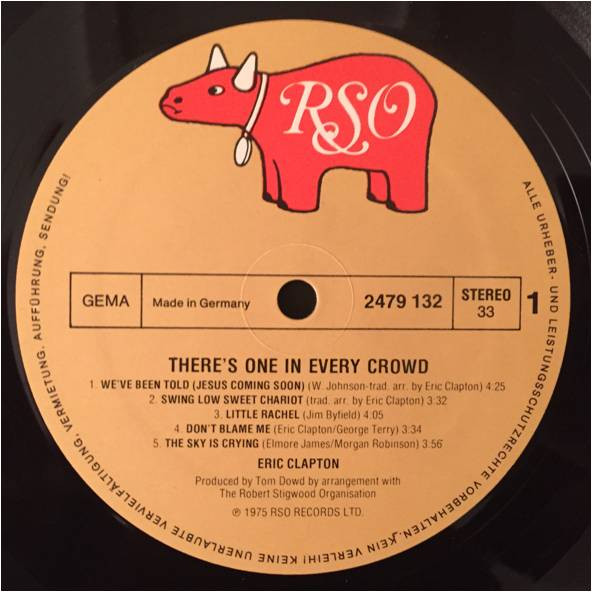 RSO
GEMA
Made in Germany
2479 132
STEREO
33
1
THERE'S ONE IN EVERY CROWD
1. WE'VE BEEN TOLD (JESUS COMING SOON) (W. Johnson-trad. arr. by Eric Clapton) 4:25
2. SWING LOW SWEET CHARIOT (trad. arr. by Eric Clapton) 3:32
3. LITTLE RACHEL (Jim Byfield) 4:05
4. DON'T BLAME ME (Eric Clapton/George Terry) 3:34
5. THE SKY IS CRYING (Elmore James/Morgan Robinson) 3:56
ERIC CLAPTON
Produced by Tom Dowd by arrangement with
The Robert Stigwood Organisation
℗ 1975 RSO RECORDS LTD.
ALLE URHEBER- UND LEISTUNGSSCHUTZRECHTE VORBEHALTEN. KEIN VERLEIH! KEINE UNERLAUBTE VERVIELFÄLTIGUNG, VERMIETUNG, AUFFÜHRUNG, SENDUNG!